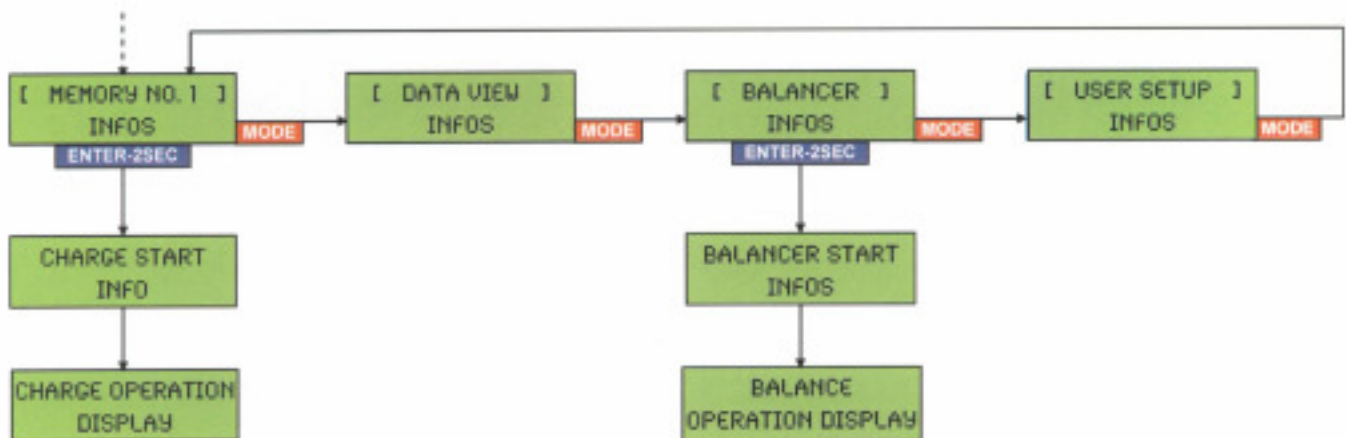 [ MEMORY NO. 1 ]
INFOS
MODE
ENTER-2SEC
[ DATA VIEW ]
INFOS
MODE
[ BALANCER ]
INFOS
MODE
ENTER-2SEC
[ USER SETUP ]
INFOS
MODE
CHARGE START
INFO
BALANCER START
INFOS
CHARGE OPERATION
DISPLAY
BALANCE
OPERATION DISPLAY